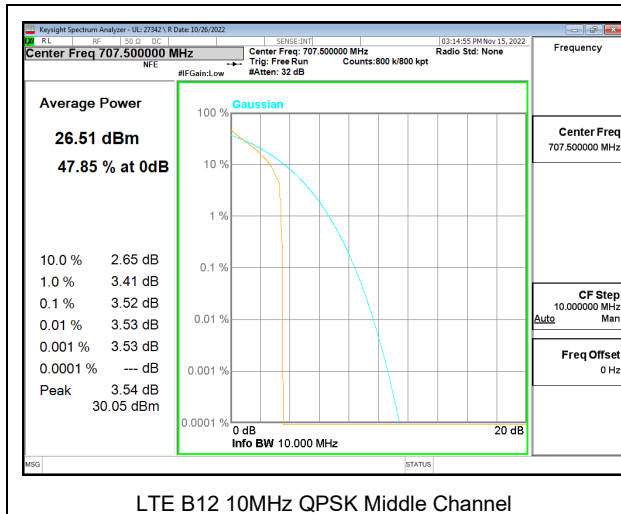 Keysight Spectrum Analyzer - UL: 27342 \ R Date: 10/26/2022
RL RF 50 Ω DC SENSE:INT 03:14:55 PM Nov 15, 2022
Center Freq 707.500000 MHz
NFE
#IFGain:Low
Center Freq: 707.500000 MHz
Trig: Free Run Counts:800 k/800 kpt
#Atten: 32 dB
Radio Std: None
Frequency
Average Power
26.51 dBm
47.85 % at 0dB
10.0 % 2.65 dB
1.0 % 3.41 dB
0.1 % 3.52 dB
0.01 % 3.53 dB
0.001 % 3.53 dB
0.0001 % --- dB
Peak 3.54 dB
30.05 dBm
Gaussian
100 %
10 %
1 %
0.1 %
0.01 %
0.001 %
0.0001 %
0 dB 20 dB
Info BW 10.000 MHz
Center Freq
707.500000 MHz
CF Step
10.000000 MHz
Auto Man
Freq Offset
0 Hz
MSG STATUS
LTE B12 10MHz QPSK Middle Channel